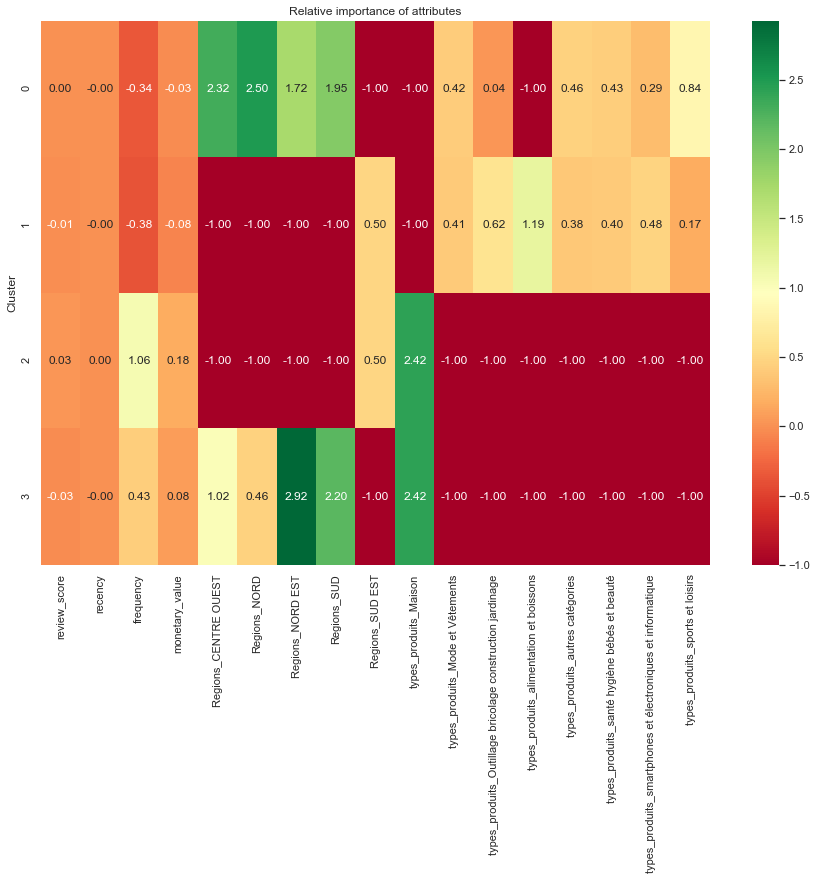 Relative importance of attributes
Cluster
0
0.00 -0.00 -0.34 -0.03 2.32 2.50 1.72 1.95 -1.00 -1.00 0.42 0.04 -1.00 0.46 0.43 0.29 0.84
1
-0.01 -0.00 -0.38 -0.08 -1.00 -1.00 -1.00 -1.00 0.50 -1.00 0.41 0.62 1.19 0.38 0.40 0.48 0.17
2
0.03 0.00 1.06 0.18 -1.00 -1.00 -1.00 -1.00 0.50 2.42 -1.00 -1.00 -1.00 -1.00 -1.00 -1.00 -1.00
3
-0.03 -0.00 0.43 0.08 1.02 0.46 2.92 2.20 -1.00 2.42 -1.00 -1.00 -1.00 -1.00 -1.00 -1.00 -1.00
review_score
recency
frequency
monetary_value
Regions_CENTRE OUEST
Regions_NORD
Regions_NORD EST
Regions_SUD
Regions_SUD EST
types_produits_Maison
types_produits_Mode et Vêtements
types_produits_Outillage bricolage construction jardinage
types_produits_alimentation et boissons
types_produits_autres catégories
types_produits_santé hygiène bébés et beauté
types_produits_smartphones et électroniques et informatique
types_produits_sports et loisirs
2.5
2.0
1.5
1.0
0.5
0.0
−0.5
−1.0